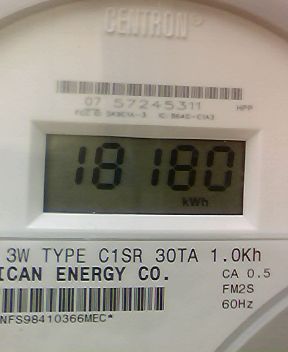 CENTRON®
07 57245311 HPP
18180
kWh
3W TYPE C1SR 30TA 1.0Kh
ICAN ENERGY CO.
CA 0.5
FM2S
60Hz
NFS98410366MEC*